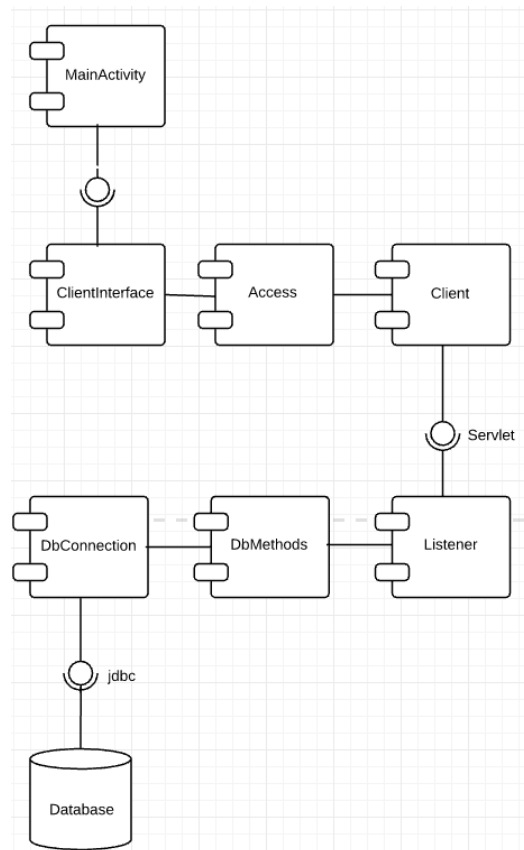 MainActivity
ClientInterface
Access
Client
Servlet
DbConnection
DbMethods
Listener
jdbc
Database